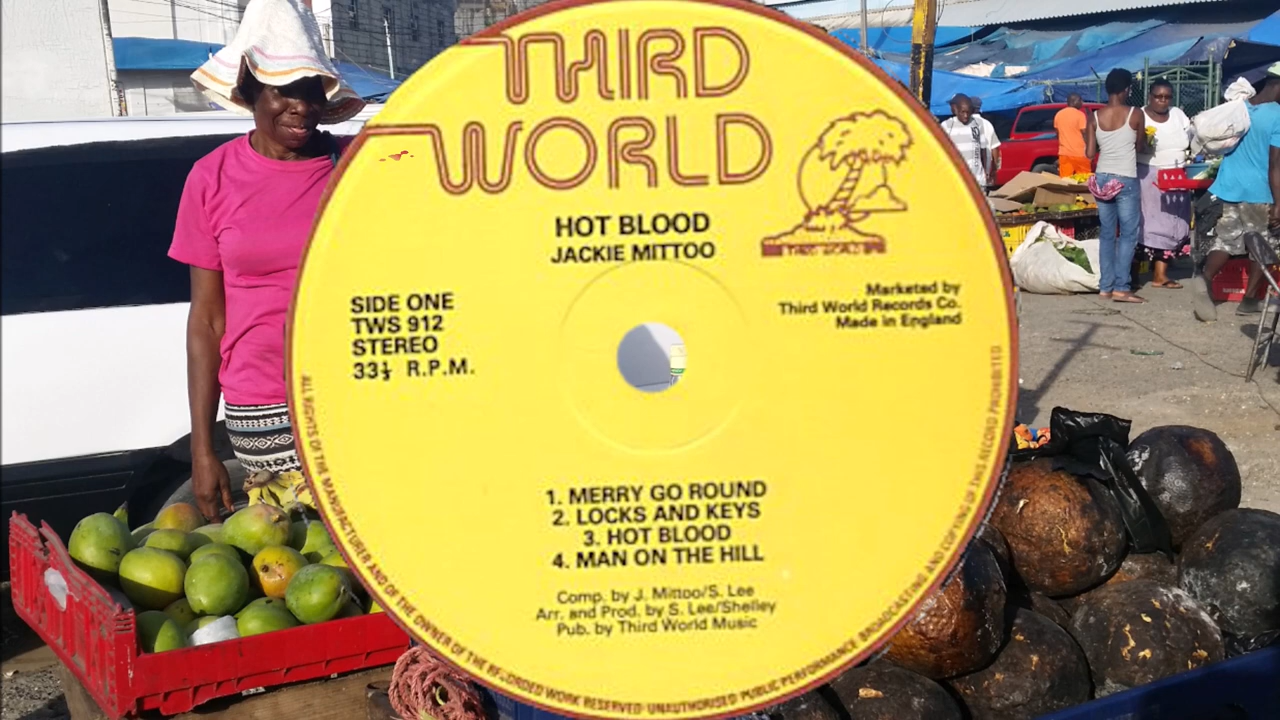 THIRD
WORLD
HOT BLOOD
JACKIE MITTOO
THIRD WORLD
SIDE ONE
TWS 912
STEREO
33⅓ R.P.M.
Marketed by
Third World Records Co.
Made in England
1. MERRY GO ROUND
2. LOCKS AND KEYS
3. HOT BLOOD
4. MAN ON THE HILL
Comp. by J. Mittoo/S. Lee
Arr. and Prod. by S. Lee/Shelley
Pub. by Third World Music
ALL RIGHTS OF THE MANUFACTURER AND OF THE OWNER OF THE RECORDED WORK RESERVED·UNAUTHORISED PUBLIC PERFORMANCE BROADCASTING AND COPYING OF THIS RECORD PROHIBITED